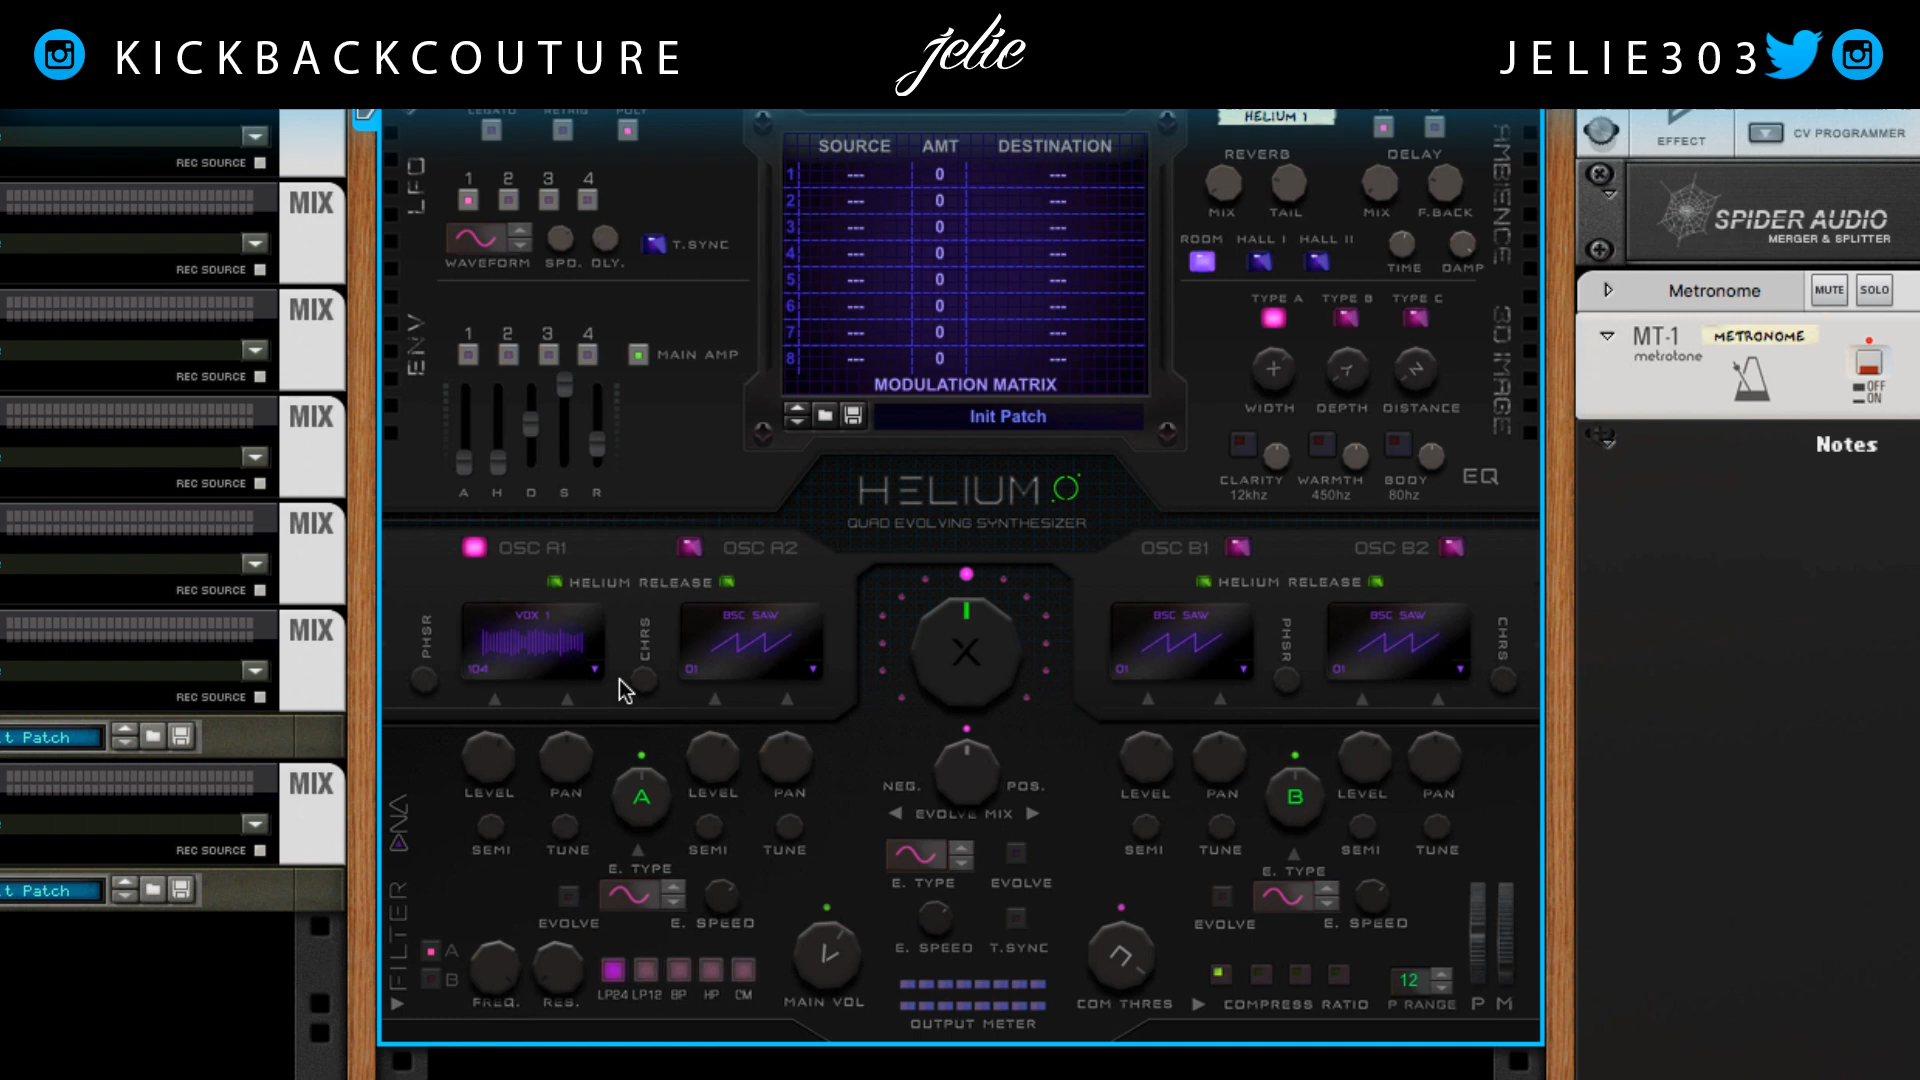 KICKBACKCOUTURE
jelie
JELIE303
LEGATO RETRIG POLY
LFO
1 2 3 4
WAVEFORM SPD. DLY.
T.SYNC
ENV
1 2 3 4
MAIN AMP
A H D S R
SOURCE AMT DESTINATION
1 --- 0 ---
2 --- 0 ---
3 --- 0 ---
4 --- 0 ---
5 --- 0 ---
6 --- 0 ---
7 --- 0 ---
8 --- 0 ---
MODULATION MATRIX
Init Patch
HELIUM
QUAD EVOLVING SYNTHESIZER
HELIUM 1
REVERB DELAY
MIX TAIL MIX F.BACK
ROOM HALL I HALL II
TIME DAMP
AMBIENCE
TYPE A TYPE B TYPE C
X Y Z
WIDTH DEPTH DISTANCE
3D IMAGE
CLARITY WARMTH BODY
12khz 450hz 80hz
EQ
OSC A1 OSC A2
HELIUM RELEASE
PHSR
VOX 1
104
CHRS
BSC SAW
01
OSC B1 OSC B2
HELIUM RELEASE
BSC SAW
01
PHSR
BSC SAW
01
CHRS
X
LEVEL PAN A LEVEL PAN
SEMI TUNE SEMI TUNE
E. TYPE
EVOLVE E. SPEED
DNA
FILTER
A
B
FREQ. RES.
LP24 LP12 BP HP CM
NEG. POS.
EVOLVE MIX
E. TYPE EVOLVE
E. SPEED T.SYNC
MAIN VOL
OUTPUT METER
COM THRES
LEVEL PAN B LEVEL PAN
SEMI TUNE SEMI TUNE
E. TYPE
EVOLVE E. SPEED
COMPRESS RATIO
12
P RANGE
P M
REC SOURCE
MIX
REC SOURCE
MIX
REC SOURCE
MIX
REC SOURCE
MIX
REC SOURCE
MIX
REC SOURCE
t Patch
MIX
REC SOURCE
it Patch
EFFECT
CV PROGRAMMER
SPIDER AUDIO
MERGER & SPLITTER
Metronome
MUTE SOLO
MT-1
metrotone
METRONOME
OFF
ON
Notes